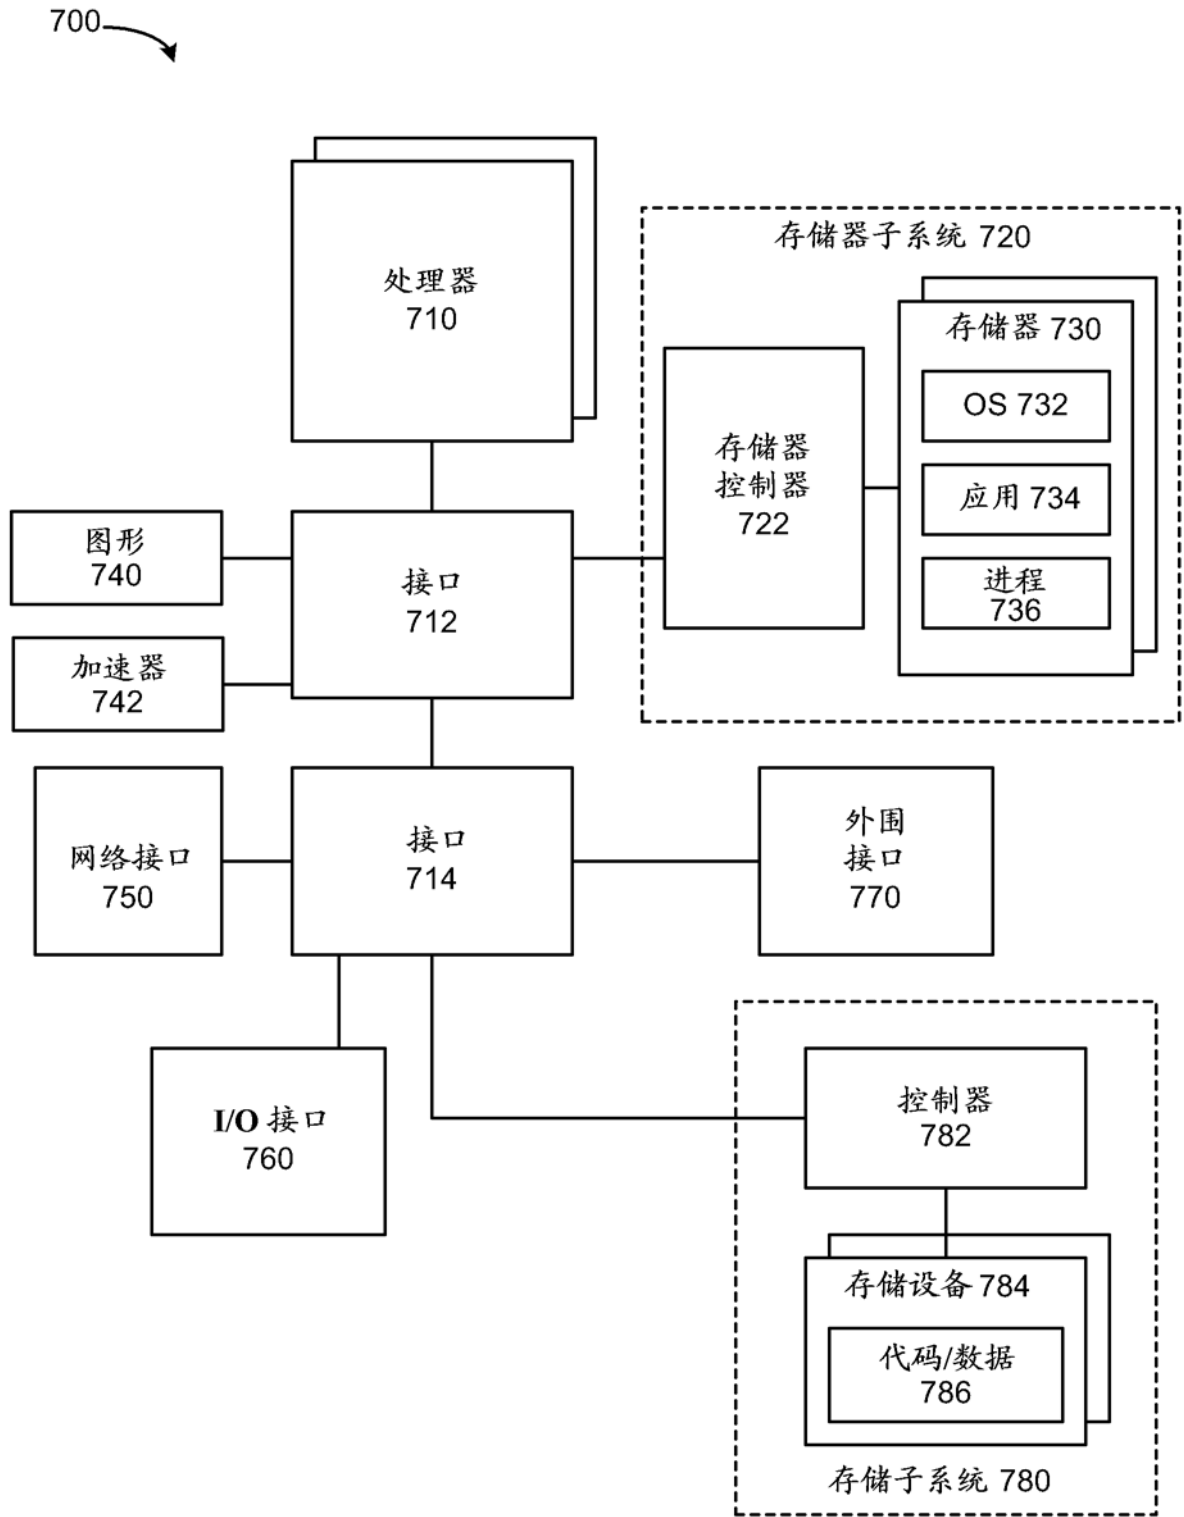 700
处理器
710
存储器子系统 720
存储器 730
OS 732
应用 734
进程
736
存储器
控制器
722
图形
740
接口
712
加速器
742
网络接口
750
接口
714
外围
接口
770
I/O 接口
760
控制器
782
存储设备 784
代码/数据
786
存储子系统 780